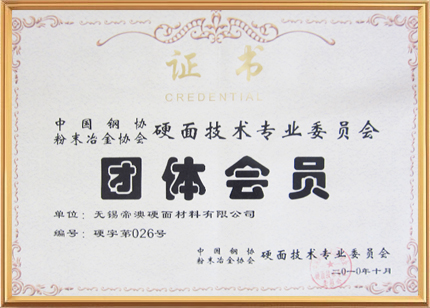 证书
CREDENTIAL
中国钢协
粉末冶金协会 硬面技术专业委员会
团体会员
单位：无锡帝澳硬面材料有限公司
编号：硬字第026号
中国钢协
粉末冶金协会 硬面技术专业委员会
二0一0年十月